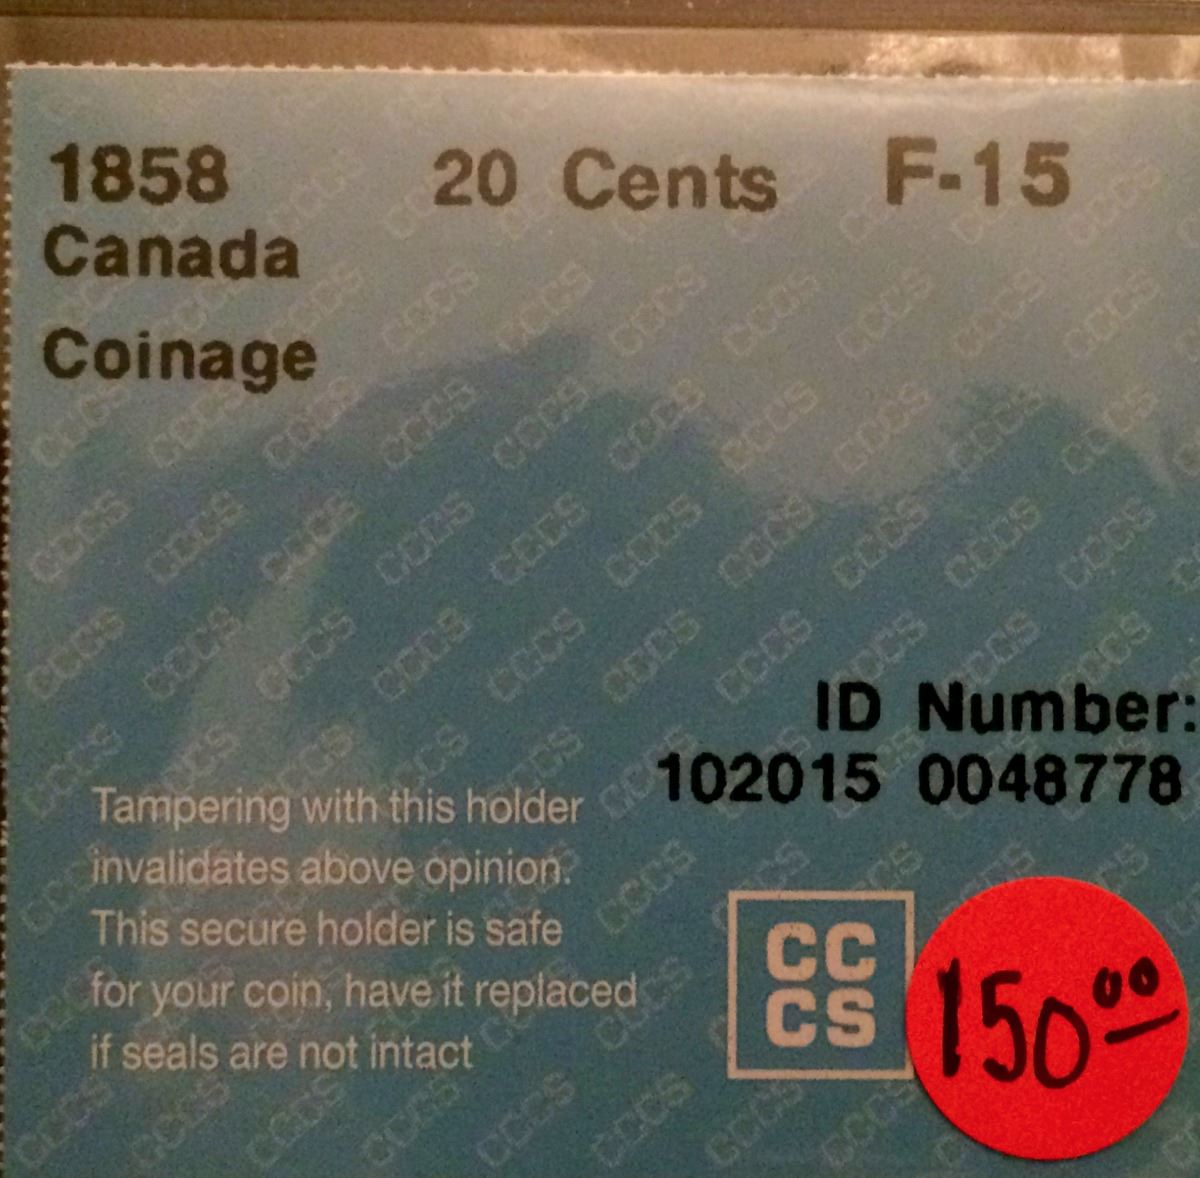 1858 20 Cents F-15
Canada
Coinage
ID Number:
102015 0048778
Tampering with this holder
invalidates above opinion.
This secure holder is safe
for your coin, have it replaced
if seals are not intact
CC
CS
150.00